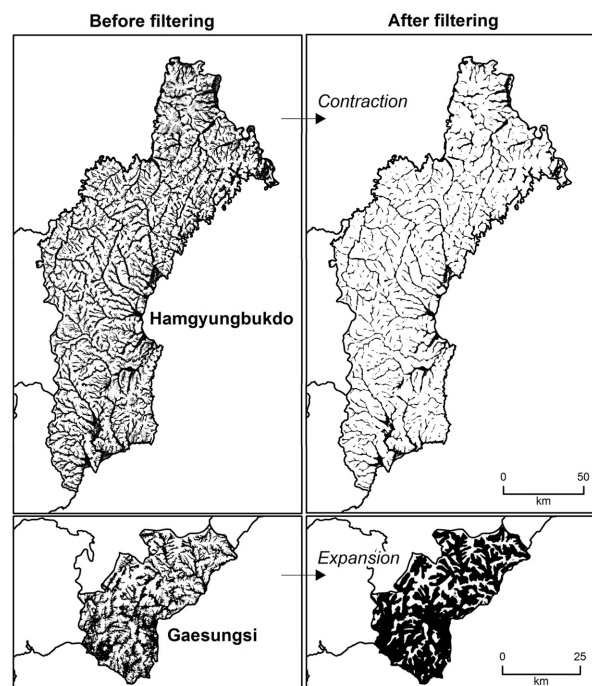 Before filtering
After filtering
Contraction
Hamgyungbukdo
0 50
km
Expansion
Gaesungsi
0 25
km